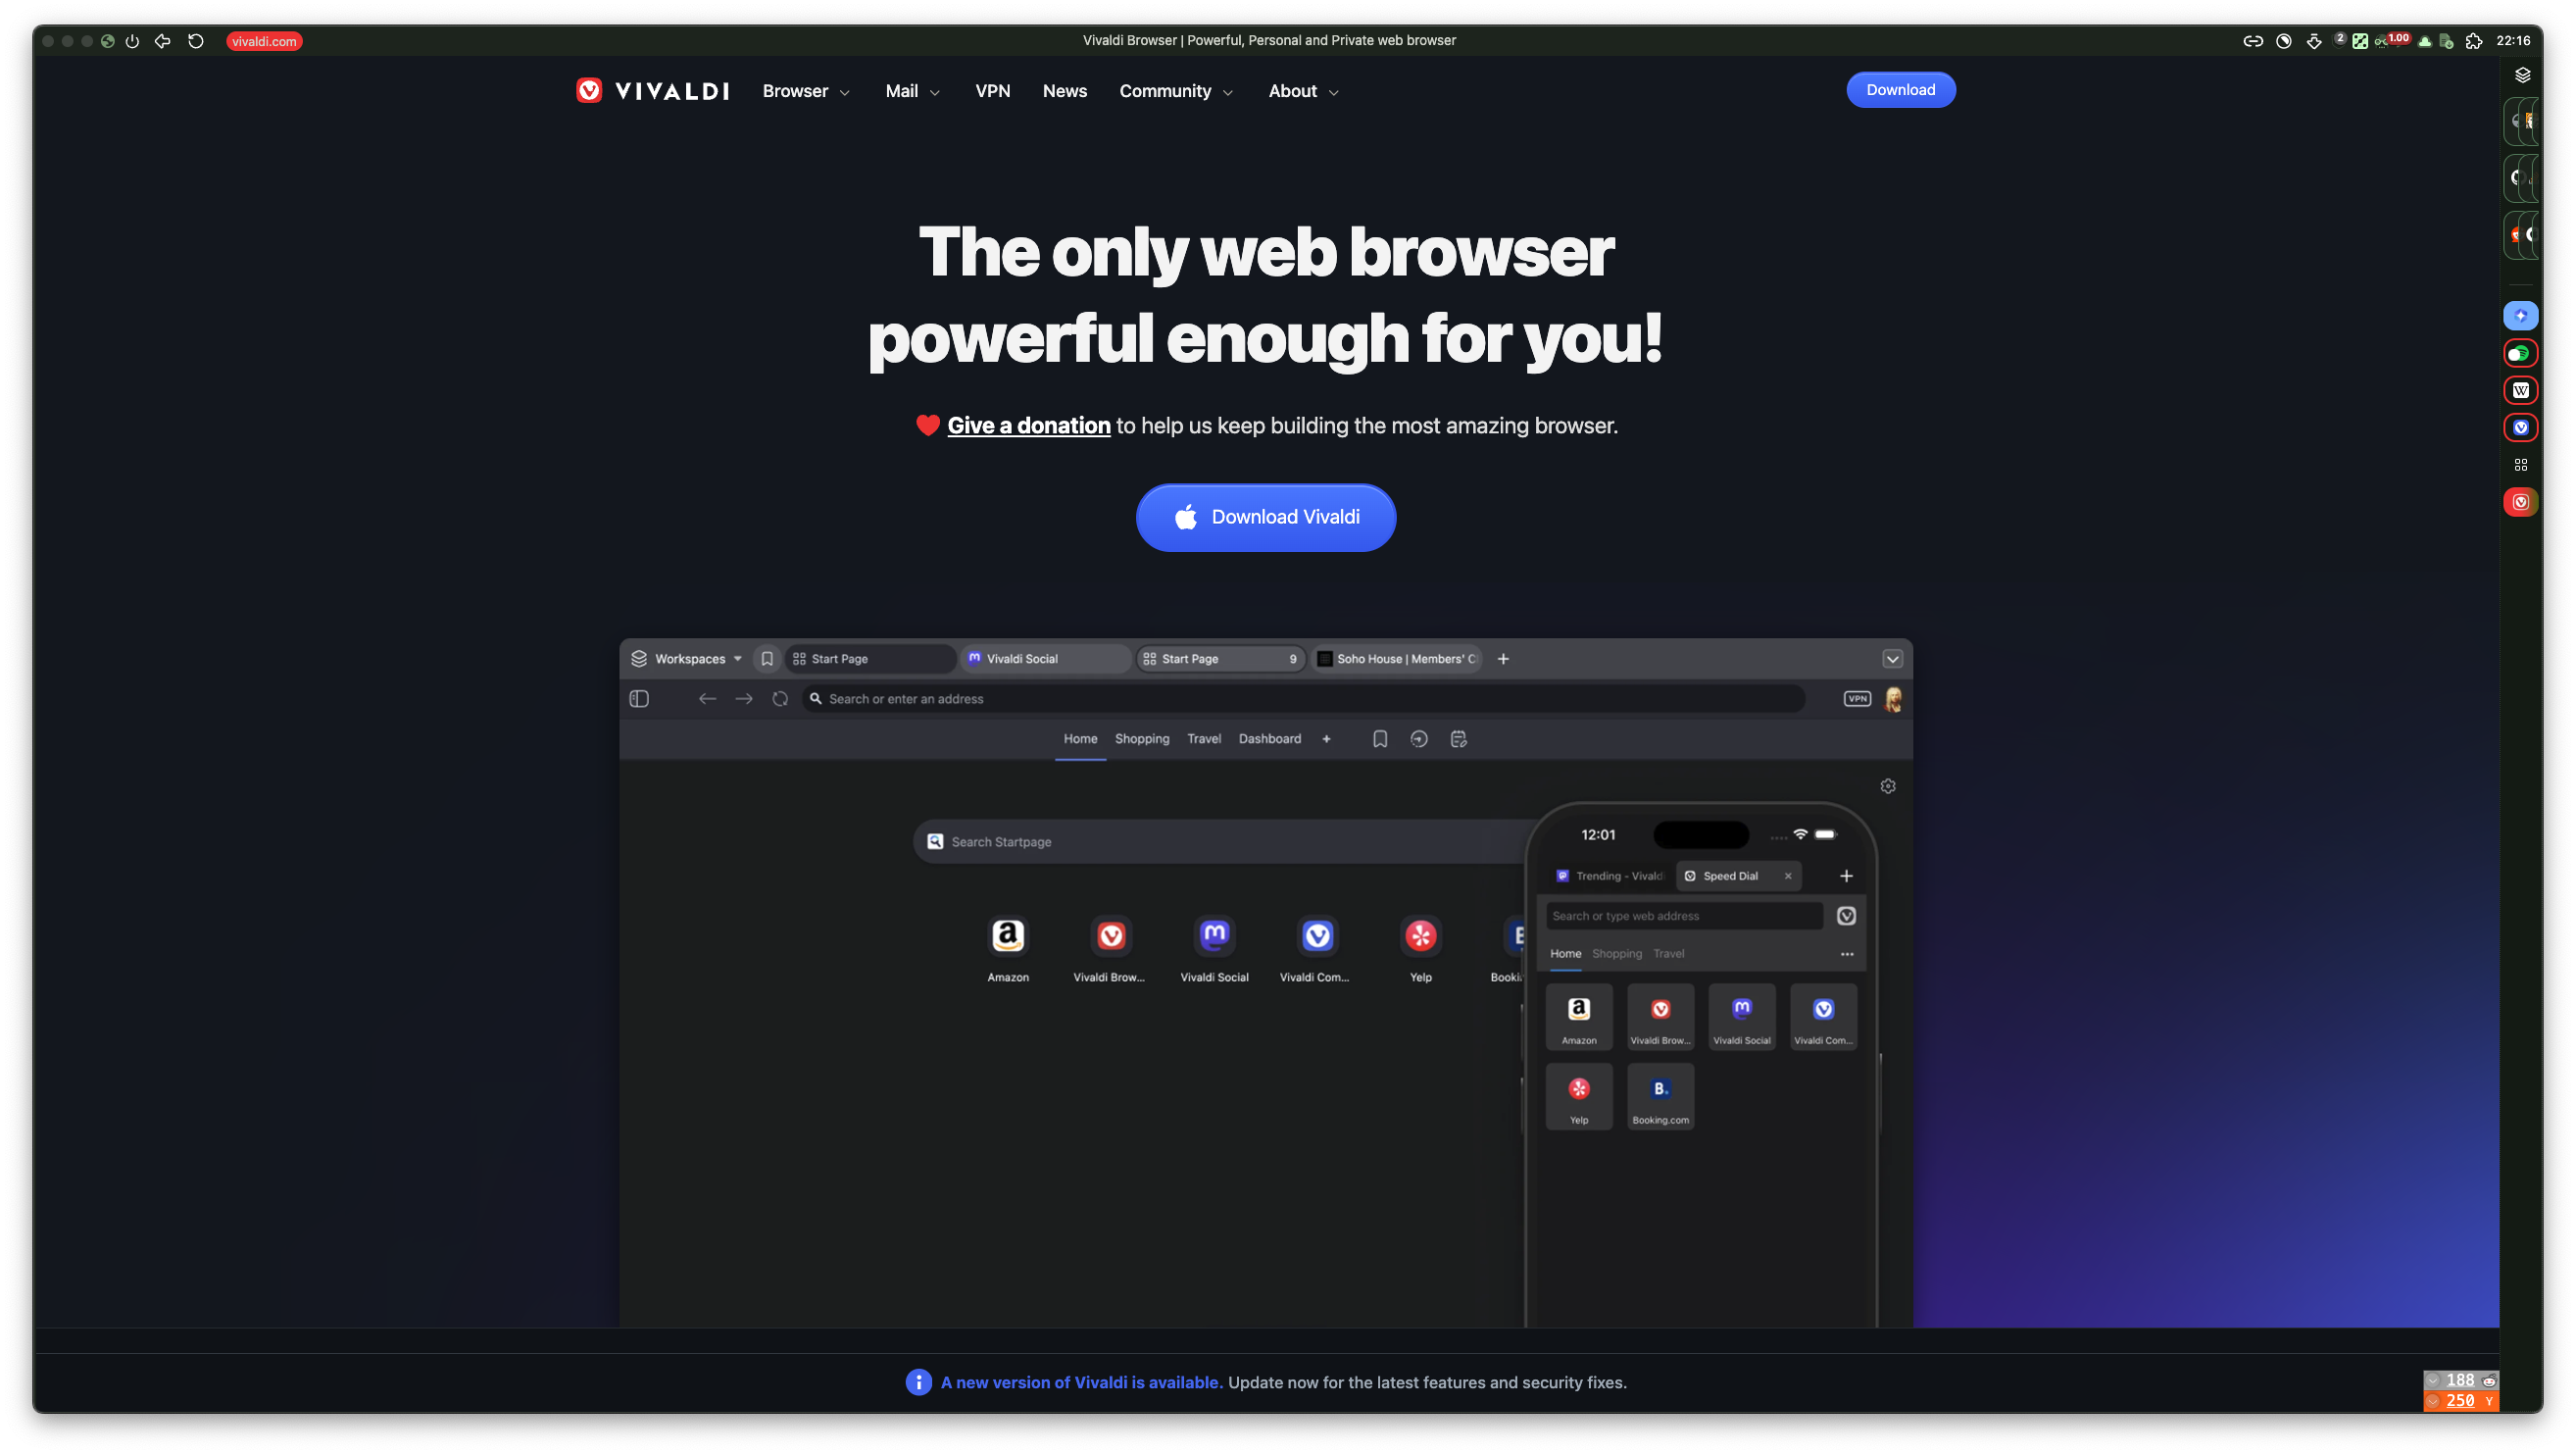 vivaldi.com
Vivaldi Browser | Powerful, Personal and Private web browser
2
1.00
22:16
VIVALDI
Browser
Mail
VPN
News
Community
About
Download
The only web browser
powerful enough for you!
Give a donation to help us keep building the most amazing browser.
Download Vivaldi
Workspaces
Start Page
Vivaldi Social
Start Page
9
Soho House | Members' C
Search or enter an address
VPN
Home
Shopping
Travel
Dashboard
Search Startpage
Amazon
Vivaldi Brow...
Vivaldi Social
Vivaldi Com...
Yelp
12:01
Trending - Vivald
Speed Dial
Search or type web address
Home
Shopping
Travel
Amazon
Vivaldi Brow...
Vivaldi Social
Vivaldi Com...
Yelp
B.
Booking.com
A new version of Vivaldi is available. Update now for the latest features and security fixes.
188
250 Y